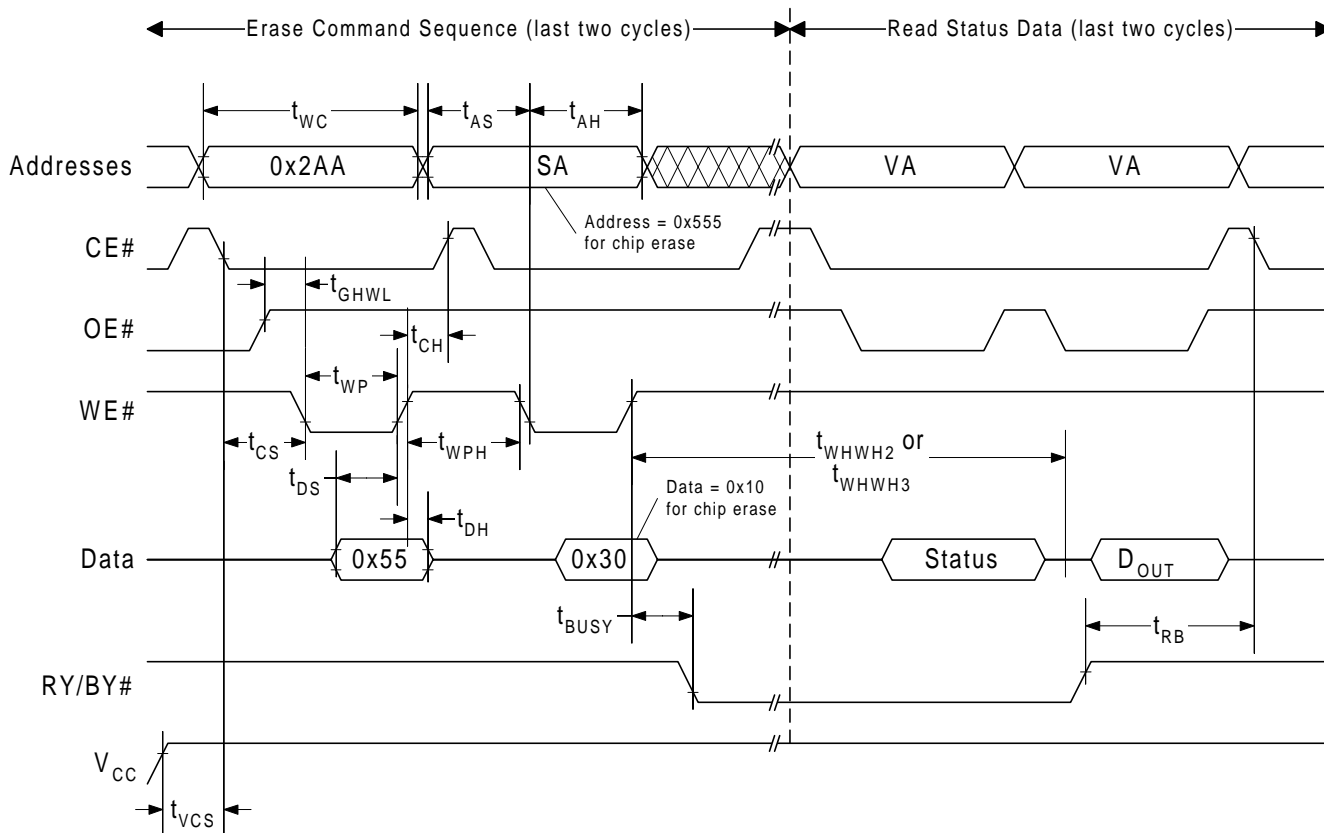 Erase Command Sequence (last two cycles) Read Status Data (last two cycles)
tWC tAS tAH
Addresses 0x2AA SA VA VA
Address = 0x555
for chip erase
CE#
tGHWL
OE#
tCH
tWP
WE#
tCS tWPH tWHWH2 or
tWHWH3
tDS
Data = 0x10
for chip erase
tDH
Data 0x55 0x30 Status DOUT
tBUSY tRB
RY/BY#
VCC
tVCS